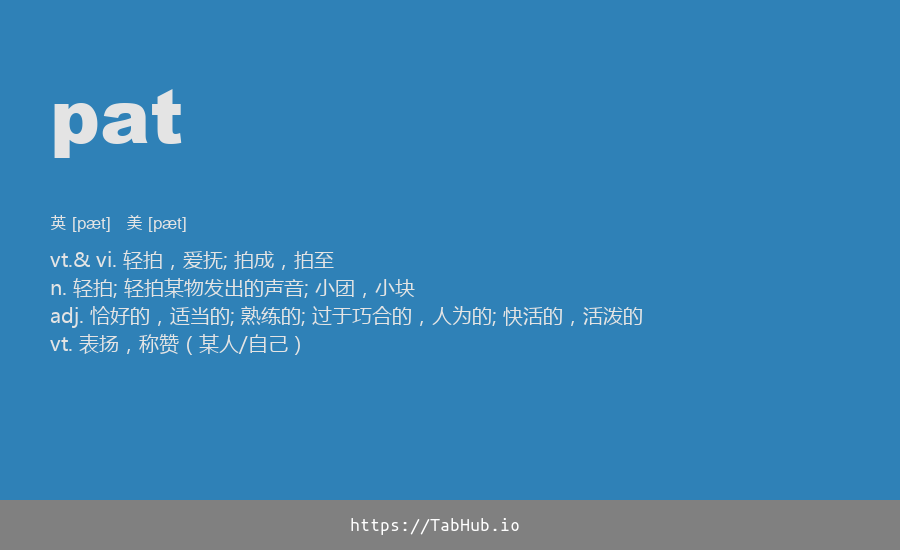 pat
英 [pæt] 美 [pæt]
vt.& vi. 轻拍，爱抚; 拍成，拍至
n. 轻拍; 轻拍某物发出的声音; 小团，小块
adj. 恰好的，适当的; 熟练的; 过于巧合的，人为的; 快活的，活泼的
vt. 表扬，称赞（某人/自己）
https://TabHub.io